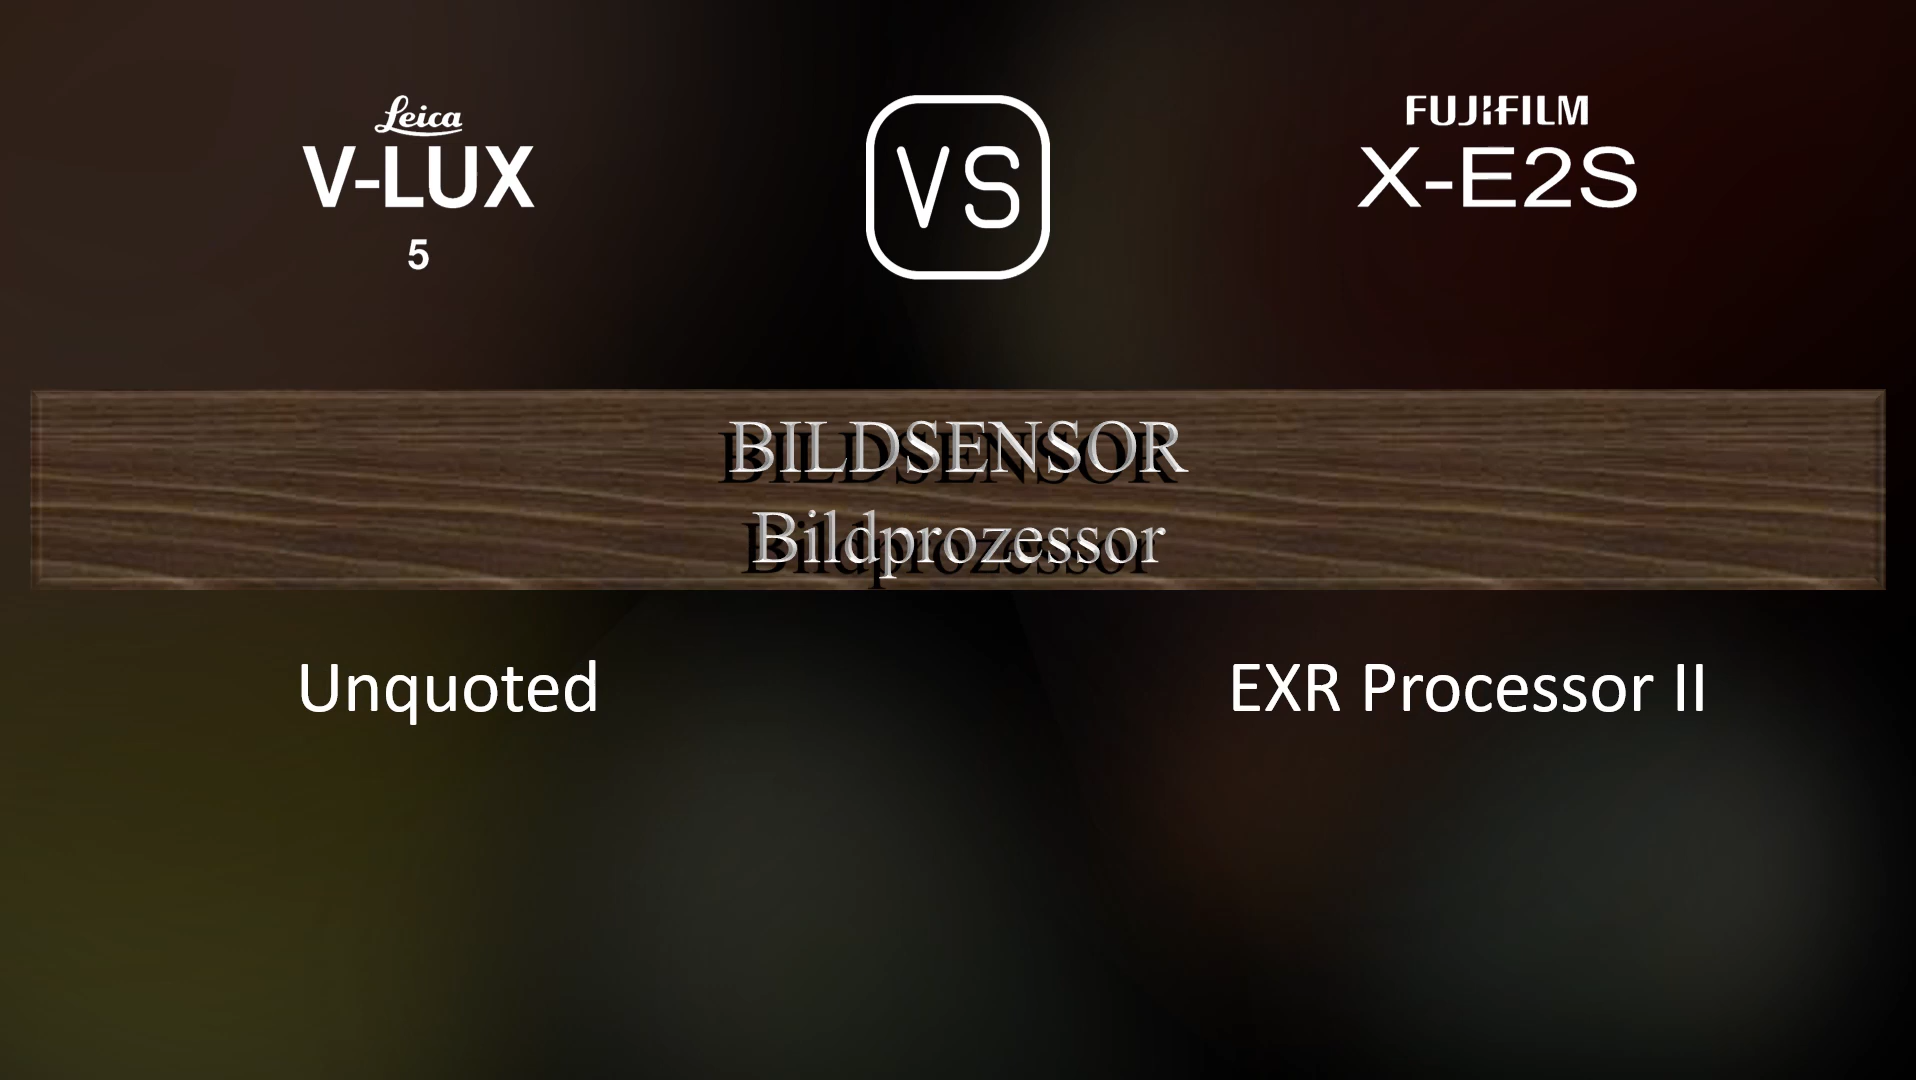 Leica
V-LUX
5
VS
FUJIFILM
X-E2S
BILDSENSOR
Bildprozessor
Unquoted
EXR Processor II